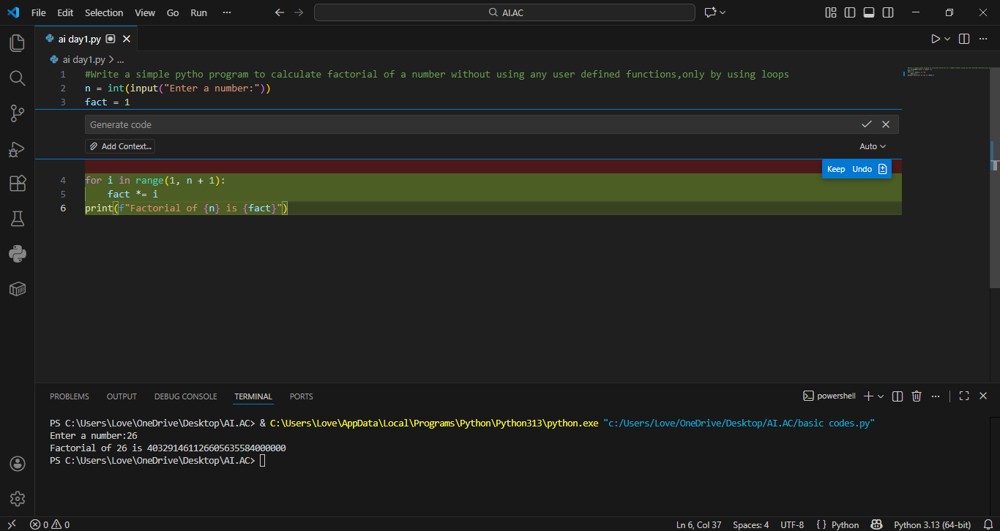 File Edit Selection View Go Run ··· AI.AC
ai day1.py
ai day1.py > ...
1 #Write a simple pytho program to calculate factorial of a number without using any user defined functions,only by using loops
2 n = int(input("Enter a number:"))
3 fact = 1
Generate code
Add Context...
Auto
Keep Undo
4 for i in range(1, n + 1):
5     fact *= i
6 print(f"Factorial of {n} is {fact}")
PROBLEMS OUTPUT DEBUG CONSOLE TERMINAL PORTS powershell
PS C:\Users\Love\OneDrive\Desktop\AI.AC> & C:\Users\Love\AppData\Local\Programs\Python\Python313\python.exe "c:/Users/Love/OneDrive/Desktop/AI.AC/basic codes.py"
Enter a number:26
Factorial of 26 is 403291461126605635584000000
PS C:\Users\Love\OneDrive\Desktop\AI.AC>
0 0 Ln 6, Col 37 Spaces: 4 UTF-8 {} Python Python 3.13 (64-bit)